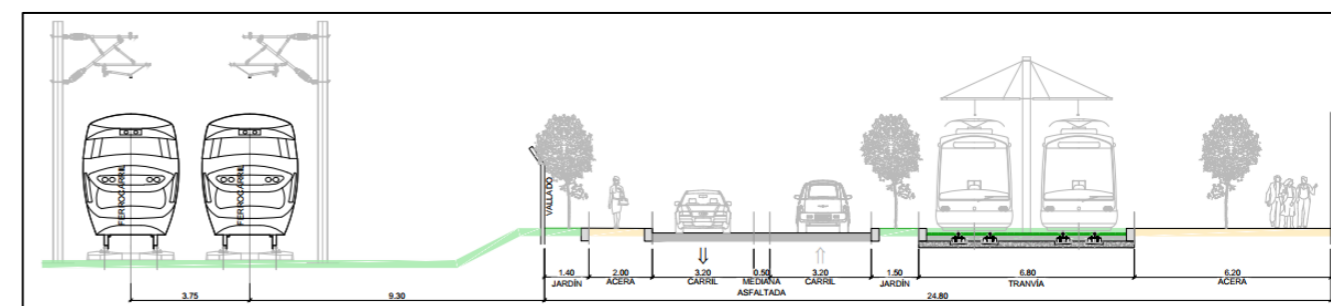 FERROCARRIL
FERROCARRIL
VALLADO
1.40
JARDÍN
2.00
ACERA
3.20
CARRIL
0.50
MEDIANA
ASFALTADA
3.20
CARRIL
1.50
JARDÍN
6.80
TRANVÍA
6.20
ACERA
3.75
9.30
24.80